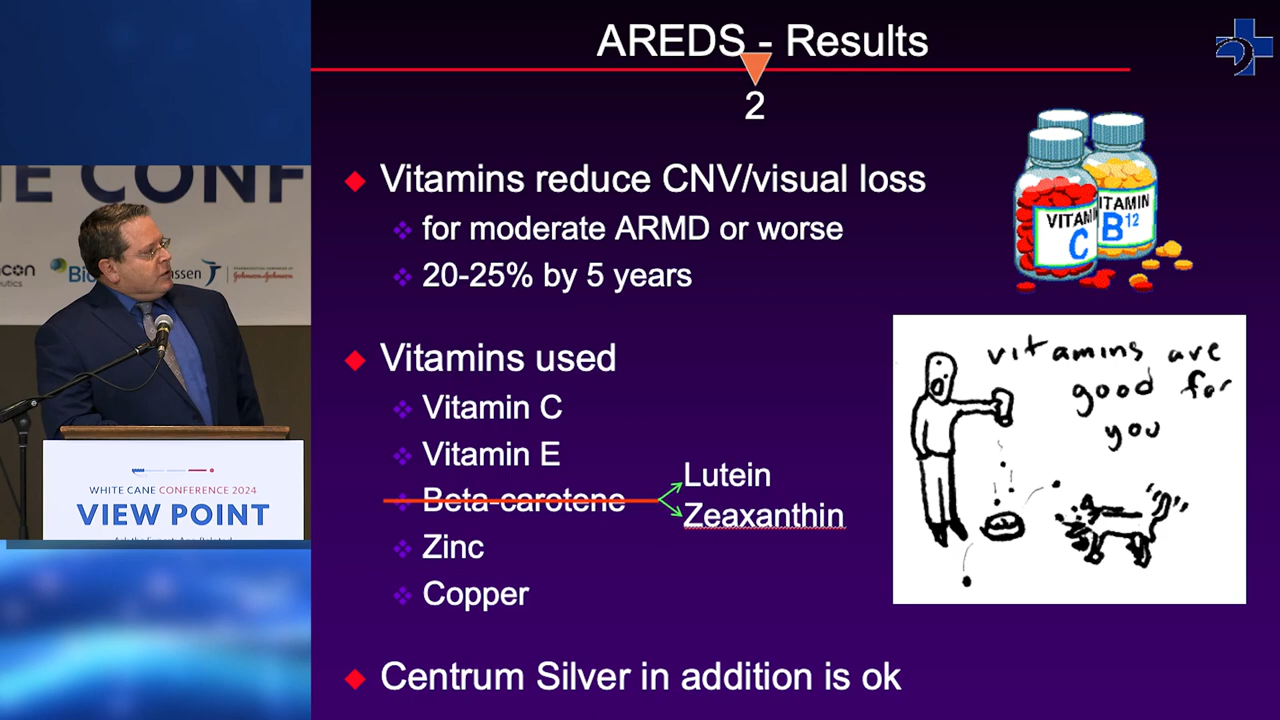 AREDS - Results
2
Vitamins reduce CNV/visual loss
for moderate ARMD or worse
20-25% by 5 years
Vitamins used
Vitamin C
Vitamin E
Beta-carotene
Lutein
Zeaxanthin
Zinc
Copper
Centrum Silver in addition is ok
VITAMIN
C
VITAMIN
B12
vitamins are
good for
you
E CONF
WHITE CANE CONFERENCE 2024
VIEW POINT